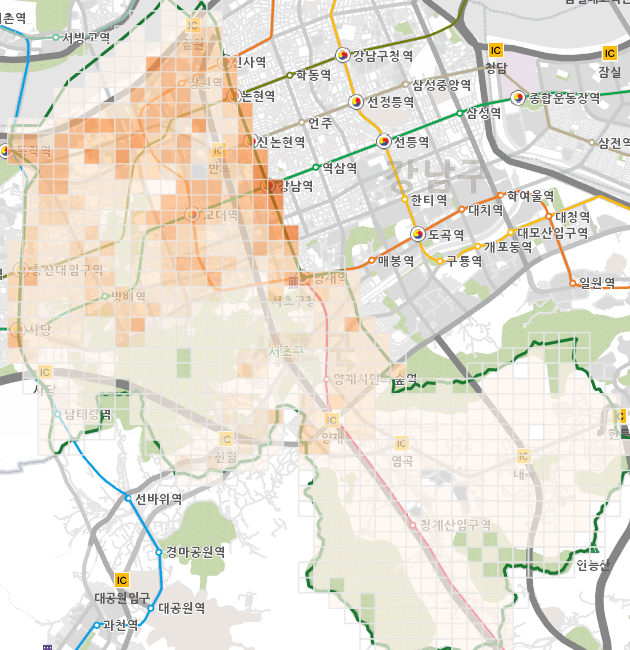 서빙고역
잠원
IC
신사역
강남구청역
IC
청담
IC
잠실
학동역
잠원역
논현역
삼성중앙역
선정릉역
종합운동장역
언주
삼성역
신논현역
선릉역
삼전역
동작역
IC
반포
역삼역
강남구
강남역
한티역
학여울역
교대역
대치역
대청역
도곡역
대모산입구역
개포동역
매봉역
구룡역
총신대입구역
양재역
일원역
서초구청
방배역
사당
서초구
IC
사당
양재시민의숲역
남태령역
IC
양재
IC
선암
IC
염곡
IC
내곡
IC
선바위역
청계산입구역
경마공원역
인릉산
IC
대공원입구
대공원역
과천역